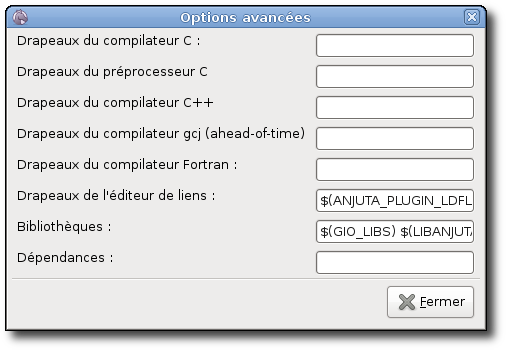 Options avancées
Drapeaux du compilateur C :
Drapeaux du préprocesseur C
Drapeaux du compilateur C++
Drapeaux du compilateur gcj (ahead-of-time)
Drapeaux du compilateur Fortran :
Drapeaux de l'éditeur de liens : $(ANJUTA_PLUGIN_LDFL
Bibliothèques : $(GIO_LIBS) $(LIBANJUTA
Dépendances :
Fermer